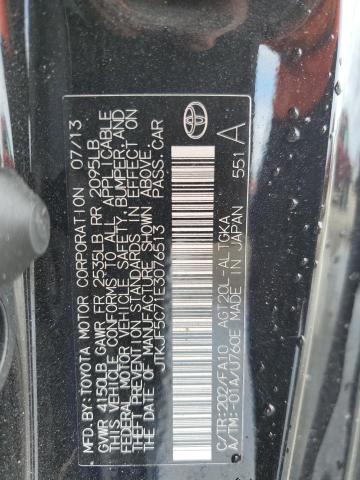 MFD.BY:TOYOTA MOTOR CORPORATION 07/13
GVWR 4150LB GAWR FR 2535LB RR 2095LB
THIS VEHICLE CONFORMS TO ALL APPLICABLE
FEDERAL MOTOR VEHICLE SAFETY, BUMPER, AND
THEFT PREVENTION STANDARDS IN EFFECT ON
THE DATE OF MANUFACTURE SHOWN ABOVE.
JTKJF5C71E3076513 PASS.CAR
C/TR:202/FA10 AGT20L-ALTGKA
A/TM:-01A/U760E MADE IN JAPAN 551A